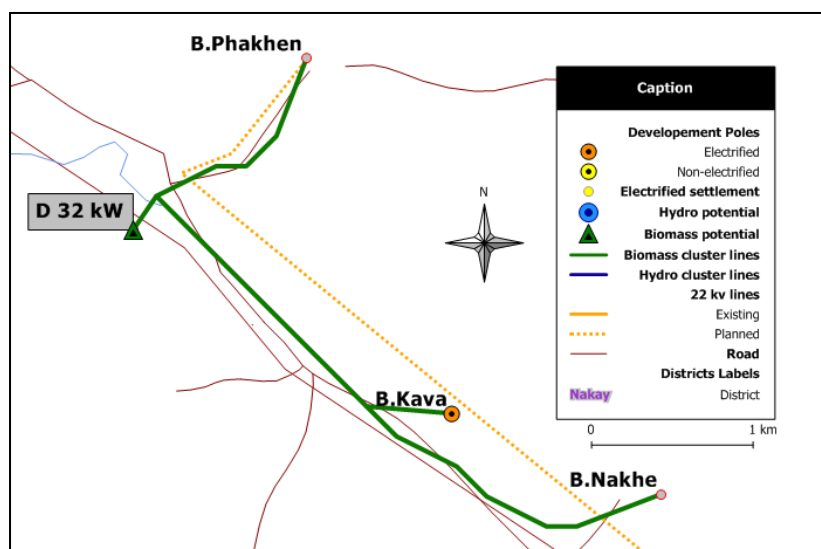 B.Phakhen
D 32 kW
N
B.Kava
B.Nakhe
Caption
Developement Poles
Electrified
Non-electrified
Electrified settlement
Hydro potential
Biomass potential
Biomass cluster lines
Hydro cluster lines
22 kv lines
Existing
Planned
Road
Districts Labels
Nakay District
0 1 km